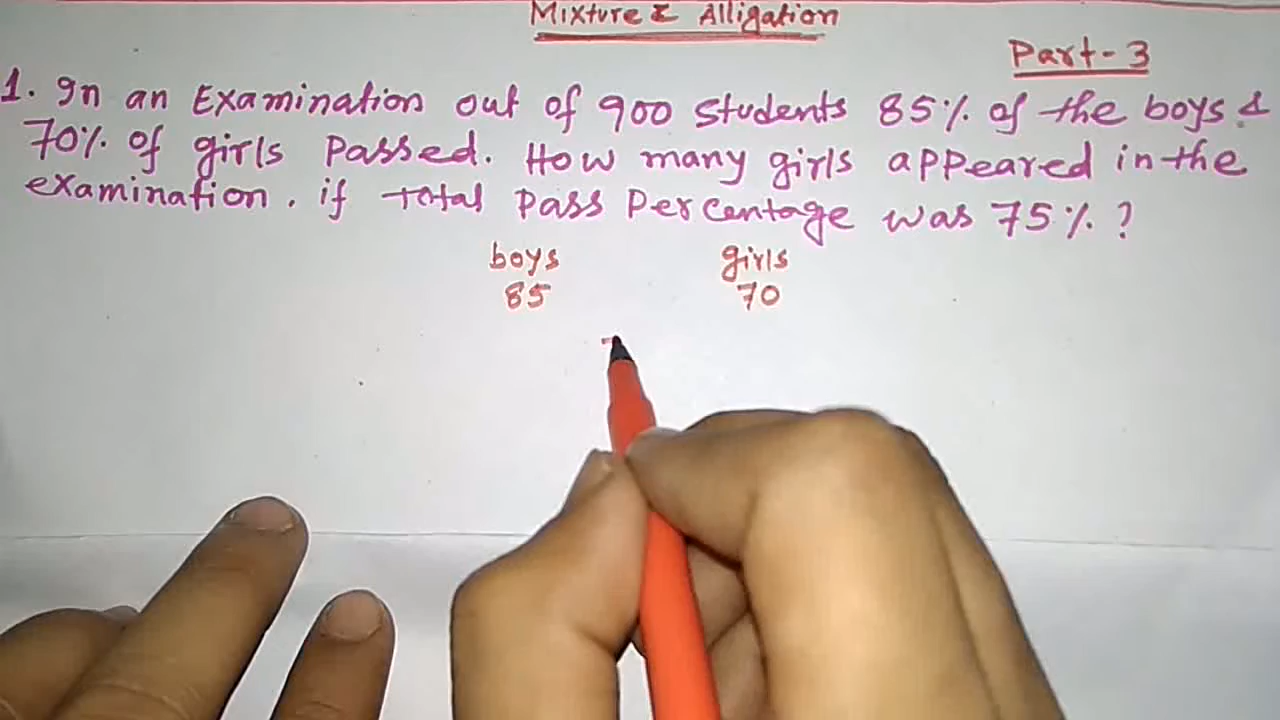 Mixture & Alligation
Part-3
1. In an Examination out of 900 students 85% of the boys &
70% of girls passed. How many girls appeared in the
examination. if total pass percentage was 75%?
boys girls
85 70